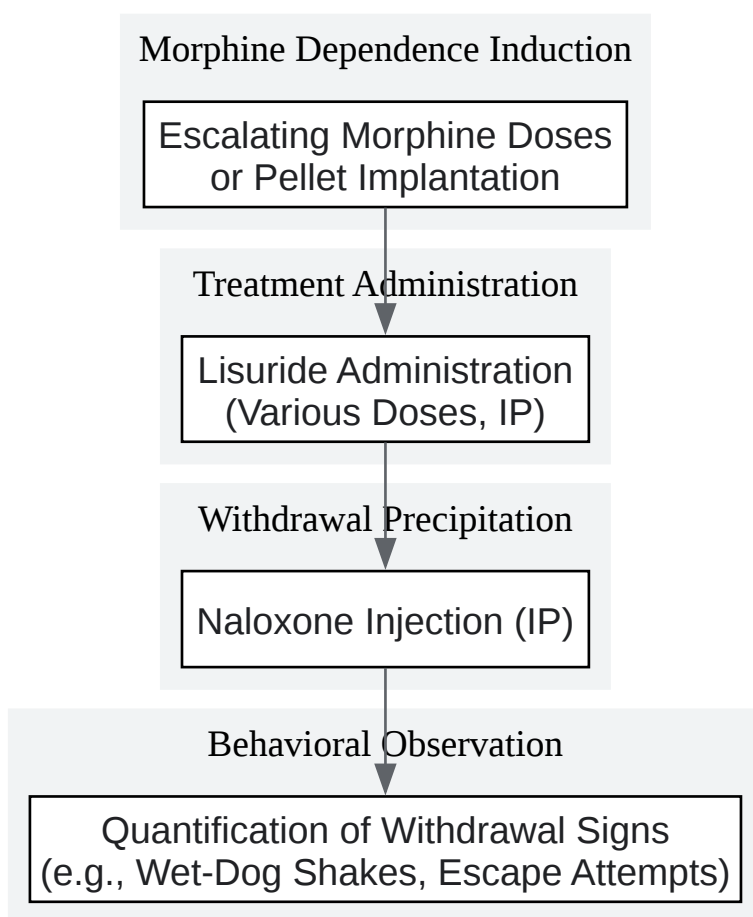 Morphine Dependence Induction
Escalating Morphine Doses
or Pellet Implantation
Treatment Administration
Lisuride Administration
(Various Doses, IP)
Withdrawal Precipitation
Naloxone Injection (IP)
Behavioral Observation
Quantification of Withdrawal Signs
(e.g., Wet-Dog Shakes, Escape Attempts)